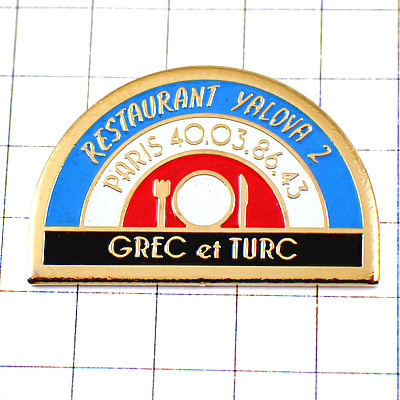 RESTAURANT YALOVA 2
PARIS 40.03.86.43
GREC et TURC